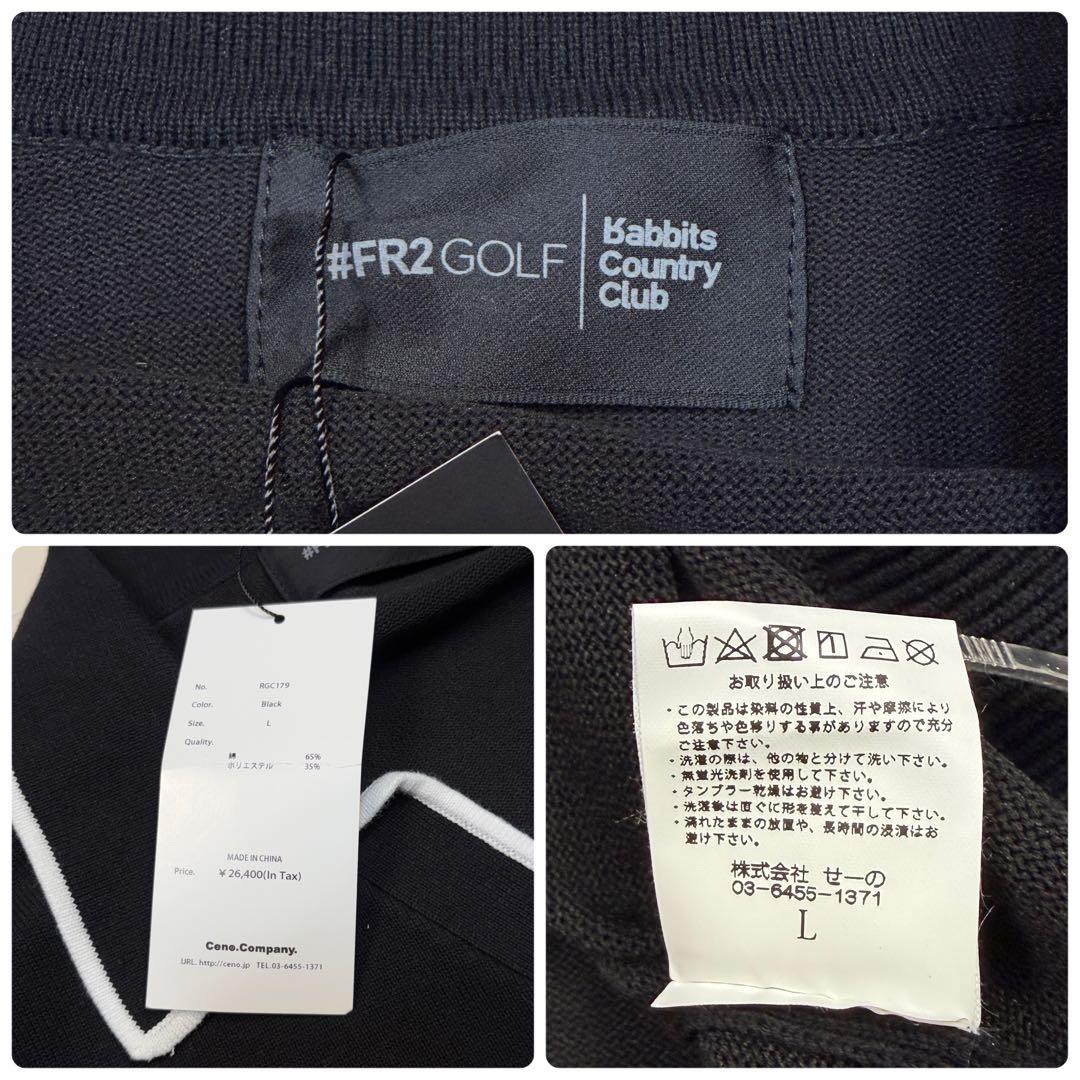 #FR2 GOLF
Rabbits
Country
Club
No. RGC179
Color. Black
Size. L
Quality.
綿 65%
ポリエステル 35%
MADE IN CHINA
Price. ¥26,400(In Tax)
Ceno.Company.
URL. http://ceno.jp TEL.03-6455-1371
お取り扱い上のご注意
・この製品は染料の性質上、汗や摩擦により
色落ちや色移りする事がありますので充分
ご注意下さい。
・洗濯の際は、他の物と分けて洗い下さい。
・無蛍光洗剤を使用して下さい。
・タンブラー乾燥はお避け下さい。
・洗濯後は直ぐに形を整えて干して下さい。
・濡れたままの放置や、長時間の浸漬はお
避け下さい。
株式会社 せーの
03-6455-1371
L